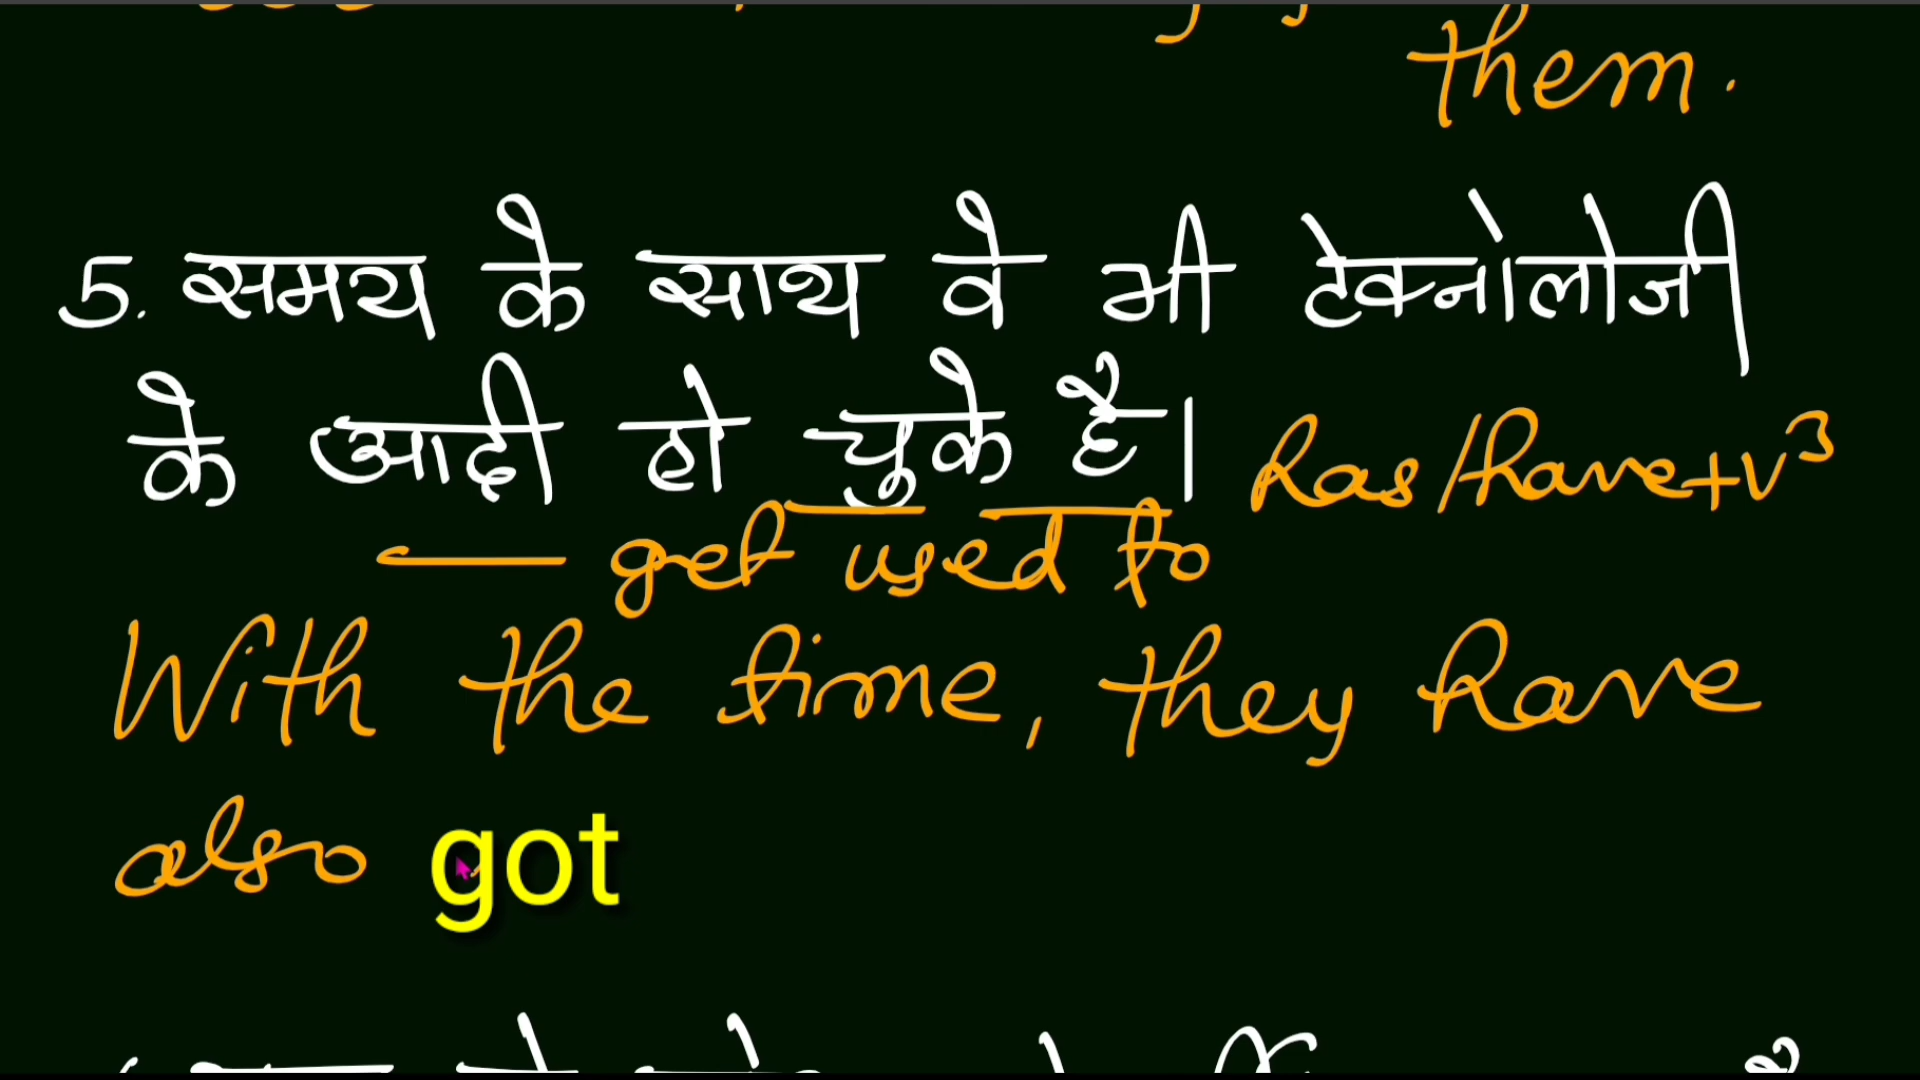 them.
5. समय के साथ वे भी टेक्नोलोजी
के आदी हो चुके है। has/have+v³
— get used to
With the time, they have
also got